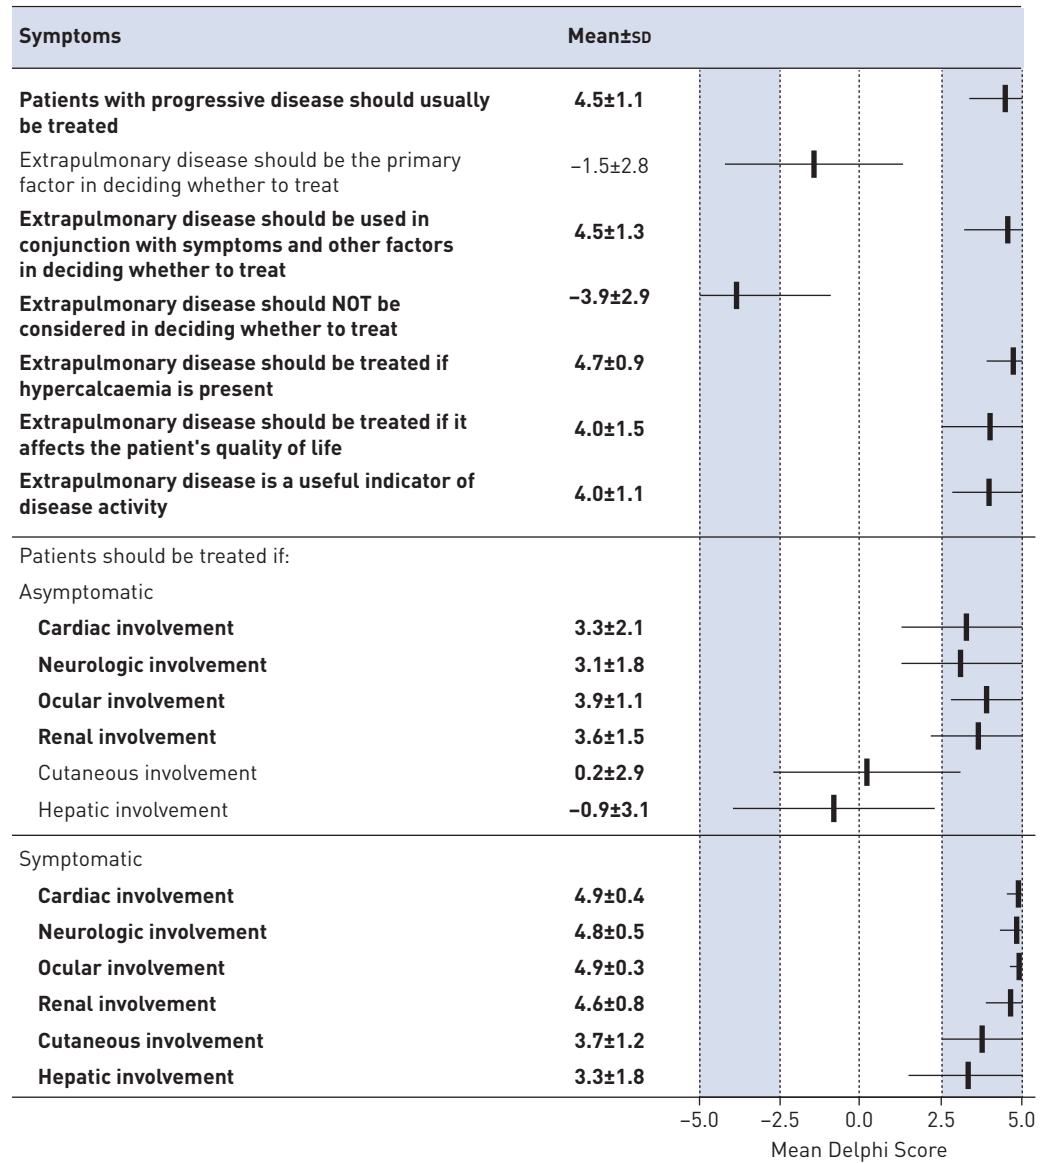 Symptoms Mean±SD
Patients with progressive disease should usually
be treated
4.5±1.1
Extrapulmonary disease should be the primary
factor in deciding whether to treat
−1.5±2.8
Extrapulmonary disease should be used in
conjunction with symptoms and other factors
in deciding whether to treat
4.5±1.3
Extrapulmonary disease should NOT be
considered in deciding whether to treat
−3.9±2.9
Extrapulmonary disease should be treated if
hypercalcaemia is present
4.7±0.9
Extrapulmonary disease should be treated if it
affects the patient's quality of life
4.0±1.5
Extrapulmonary disease is a useful indicator of
disease activity
4.0±1.1
Patients should be treated if:
Asymptomatic
Cardiac involvement 3.3±2.1
Neurologic involvement 3.1±1.8
Ocular involvement 3.9±1.1
Renal involvement 3.6±1.5
Cutaneous involvement 0.2±2.9
Hepatic involvement −0.9±3.1
Symptomatic
Cardiac involvement 4.9±0.4
Neurologic involvement 4.8±0.5
Ocular involvement 4.9±0.3
Renal involvement 4.6±0.8
Cutaneous involvement 3.7±1.2
Hepatic involvement 3.3±1.8
−5.0 −2.5 0.0 2.5 5.0
Mean Delphi Score